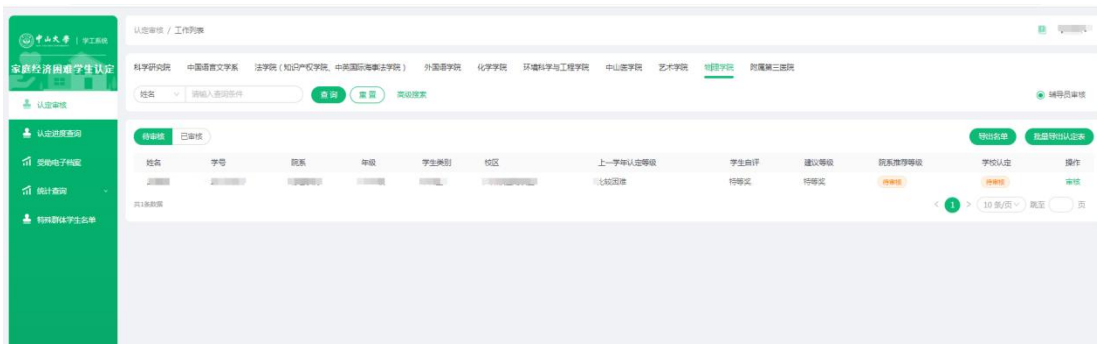 中山大學 | 学工系统
家庭经济困难学生认定
认定审核
认定进度查询
受助电子档案
统计查询
特殊群体学生名单
认定审核 / 工作列表
科学研究院 中国语言文学系 法学院(知识产权学院、中英国际海事法学院) 外国语学院 化学学院 环境科学与工程学院 中山医学院 艺术学院 物理学院 附属第三医院
姓名 请输入查询条件 查 询 重 置 高级搜索 辅导员审核
待审核 已审核 导出名单 批量导出认定表
姓名 学号 院系 年级 学生类别 校区 上一学年认定等级 学生自评 建议等级 院系推荐等级 学校认定 操作
比较困难 特等奖 特等奖 待审核 待审核 审核
共1条数据 < 1 > 10 条/页 跳至 页